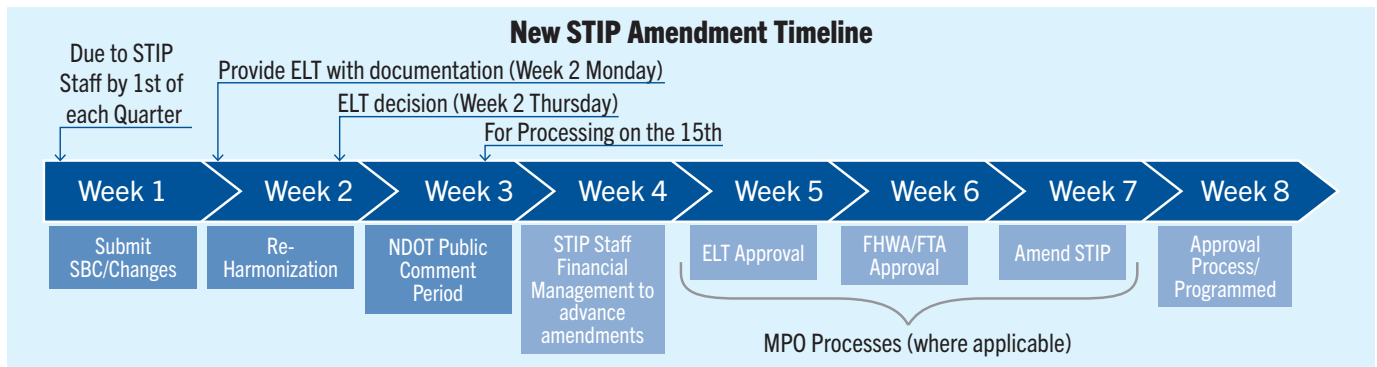 New STIP Amendment Timeline
Due to STIP
Staff by 1st of
each Quarter
Provide ELT with documentation (Week 2 Monday)
ELT decision (Week 2 Thursday)
For Processing on the 15th
Week 1
Week 2
Week 3
Week 4
Week 5
Week 6
Week 7
Week 8
Submit
SBC/Changes
Re-
Harmonization
NDOT Public
Comment
Period
STIP Staff
Financial
Management to
advance
amendments
ELT Approval
FHWA/FTA
Approval
Amend STIP
Approval
Process/
Programmed
MPO Processes (where applicable)